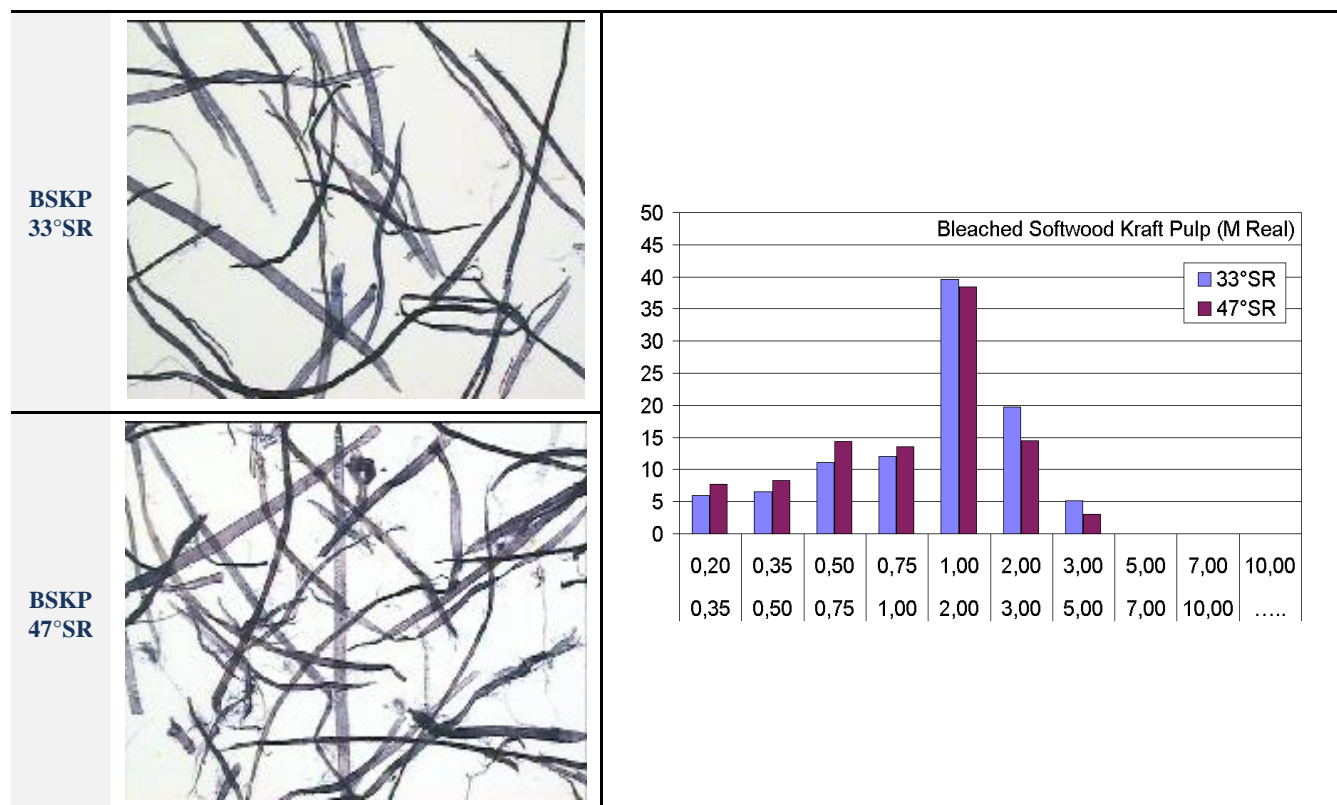 BSKP
33°SR
BSKP
47°SR
Bleached Softwood Kraft Pulp (M Real)
33°SR
47°SR
50
45
40
35
30
25
20
15
10
5
0
0,20 0,35 0,50 0,75 1,00 2,00 3,00 5,00 7,00 10,00
0,35 0,50 0,75 1,00 2,00 3,00 5,00 7,00 10,00 .....